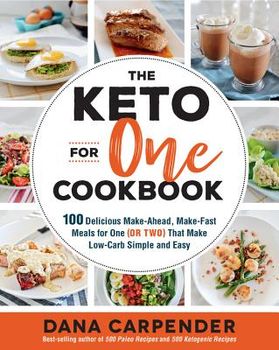 THE
KETO
FOR One
COOKBOOK
100 Delicious Make-Ahead, Make-Fast
Meals for One (OR TWO) That Make
Low-Carb Simple and Easy
DANA CARPENDER
Best-selling author of 500 Paleo Recipes and 500 Ketogenic Recipes